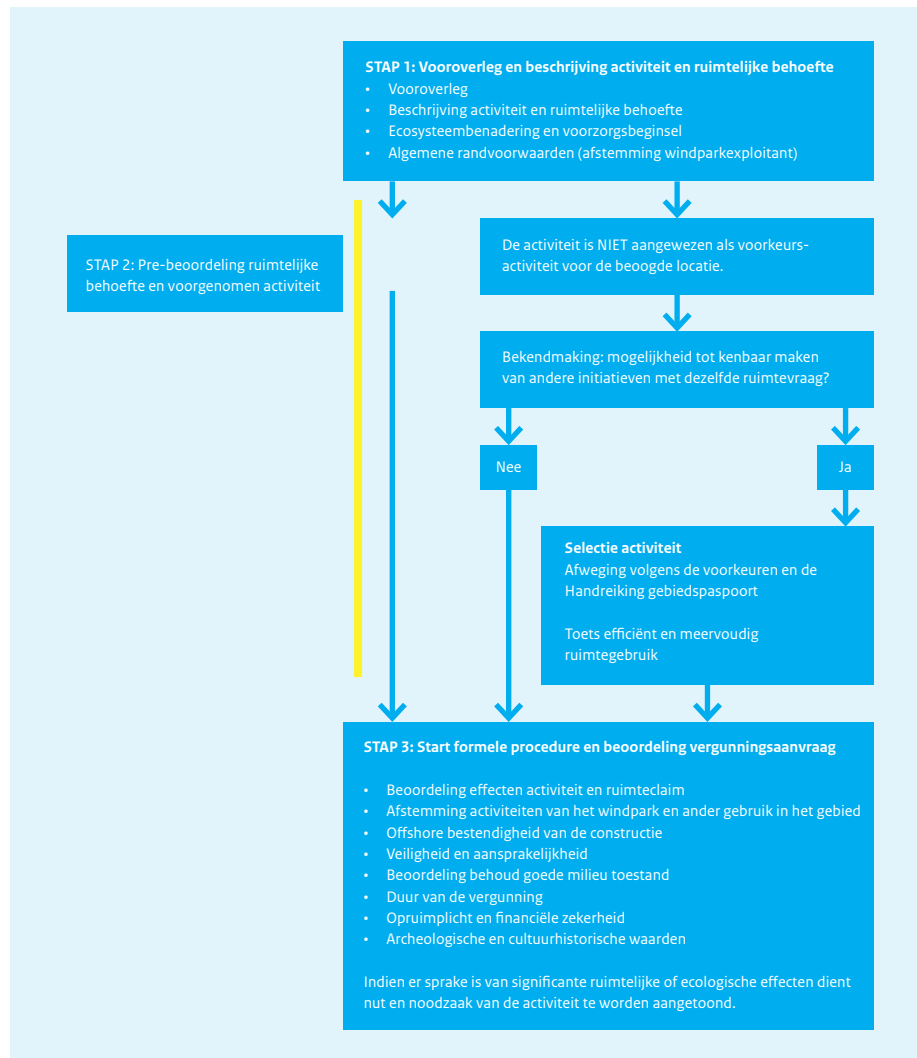 STAP 1: Vooroverleg en beschrijving activiteit en ruimtelijke behoefte
• Vooroverleg
• Beschrijving activiteit en ruimtelijke behoefte
• Ecosysteembenadering en voorzorgsbeginsel
• Algemene randvoorwaarden (afstemming windparkexploitant)
STAP 2: Pre-beoordeling ruimtelijke
behoefte en voorgenomen activiteit
De activiteit is NIET aangewezen als voorkeurs-
activiteit voor de beoogde locatie.
Bekendmaking: mogelijkheid tot kenbaar maken
van andere initiatieven met dezelfde ruimtevraag?
Nee
Ja
Selectie activiteit
Afweging volgens de voorkeuren en de
Handreiking gebiedspaspoort
Toets efficiënt en meervoudig
ruimtegebruik
STAP 3: Start formele procedure en beoordeling vergunningsaanvraag
• Beoordeling effecten activiteit en ruimteclaim
• Afstemming activiteiten van het windpark en ander gebruik in het gebied
• Offshore bestendigheid van de constructie
• Veiligheid en aansprakelijkheid
• Beoordeling behoud goede milieu toestand
• Duur van de vergunning
• Opruimplicht en financiële zekerheid
• Archeologische en cultuurhistorische waarden
Indien er sprake is van significante ruimtelijke of ecologische effecten dient
nut en noodzaak van de activiteit te worden aangetoond.